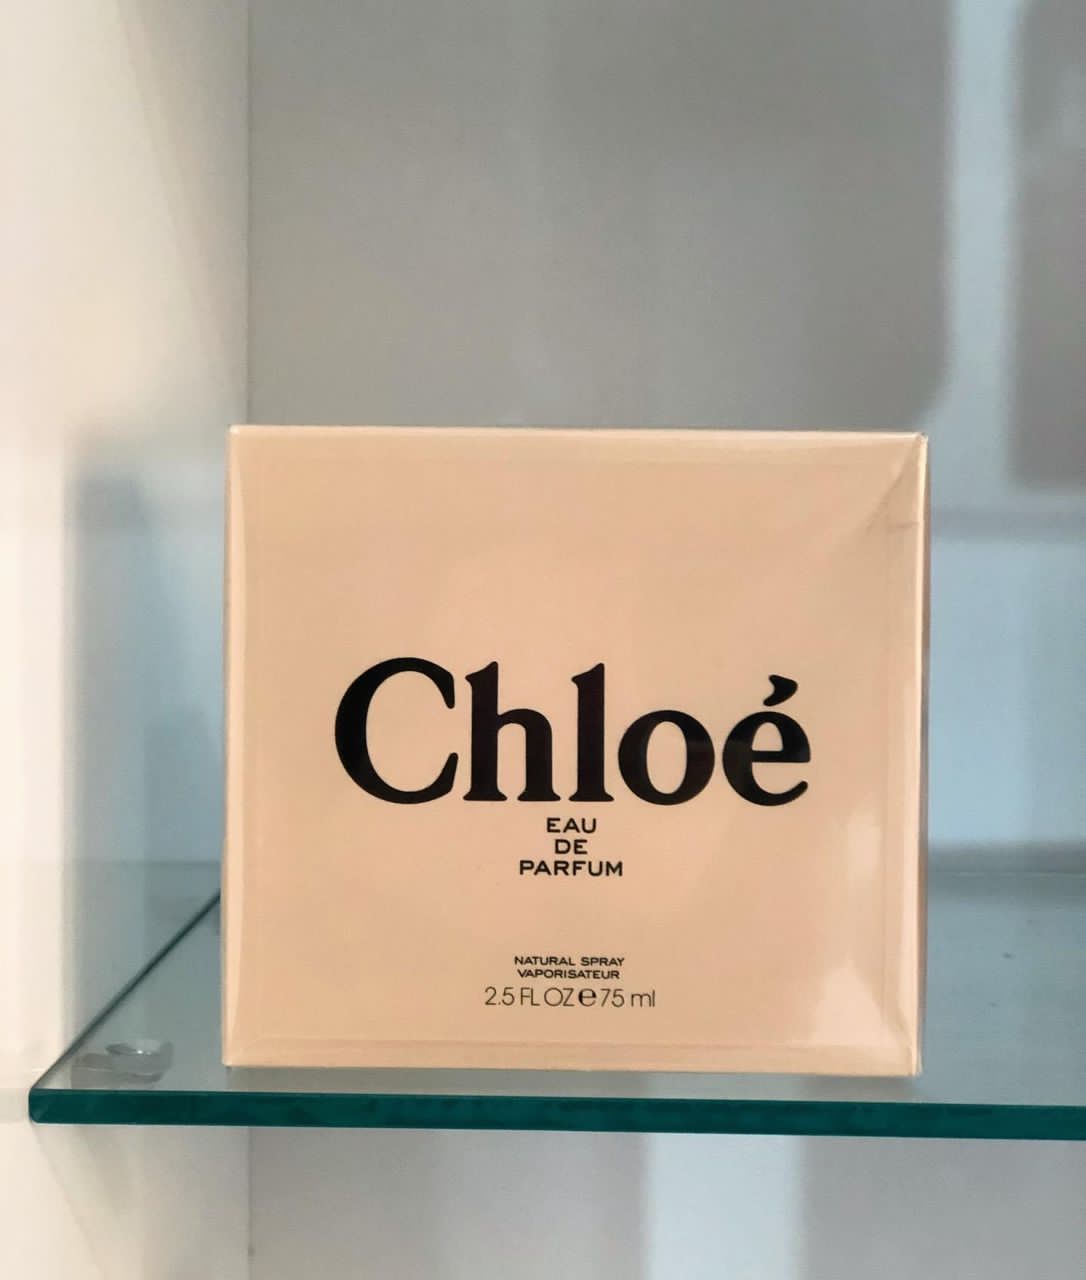 Chloé
EAU
DE
PARFUM
NATURAL SPRAY
VAPORISATEUR
2.5 FL OZ ℮ 75 ml